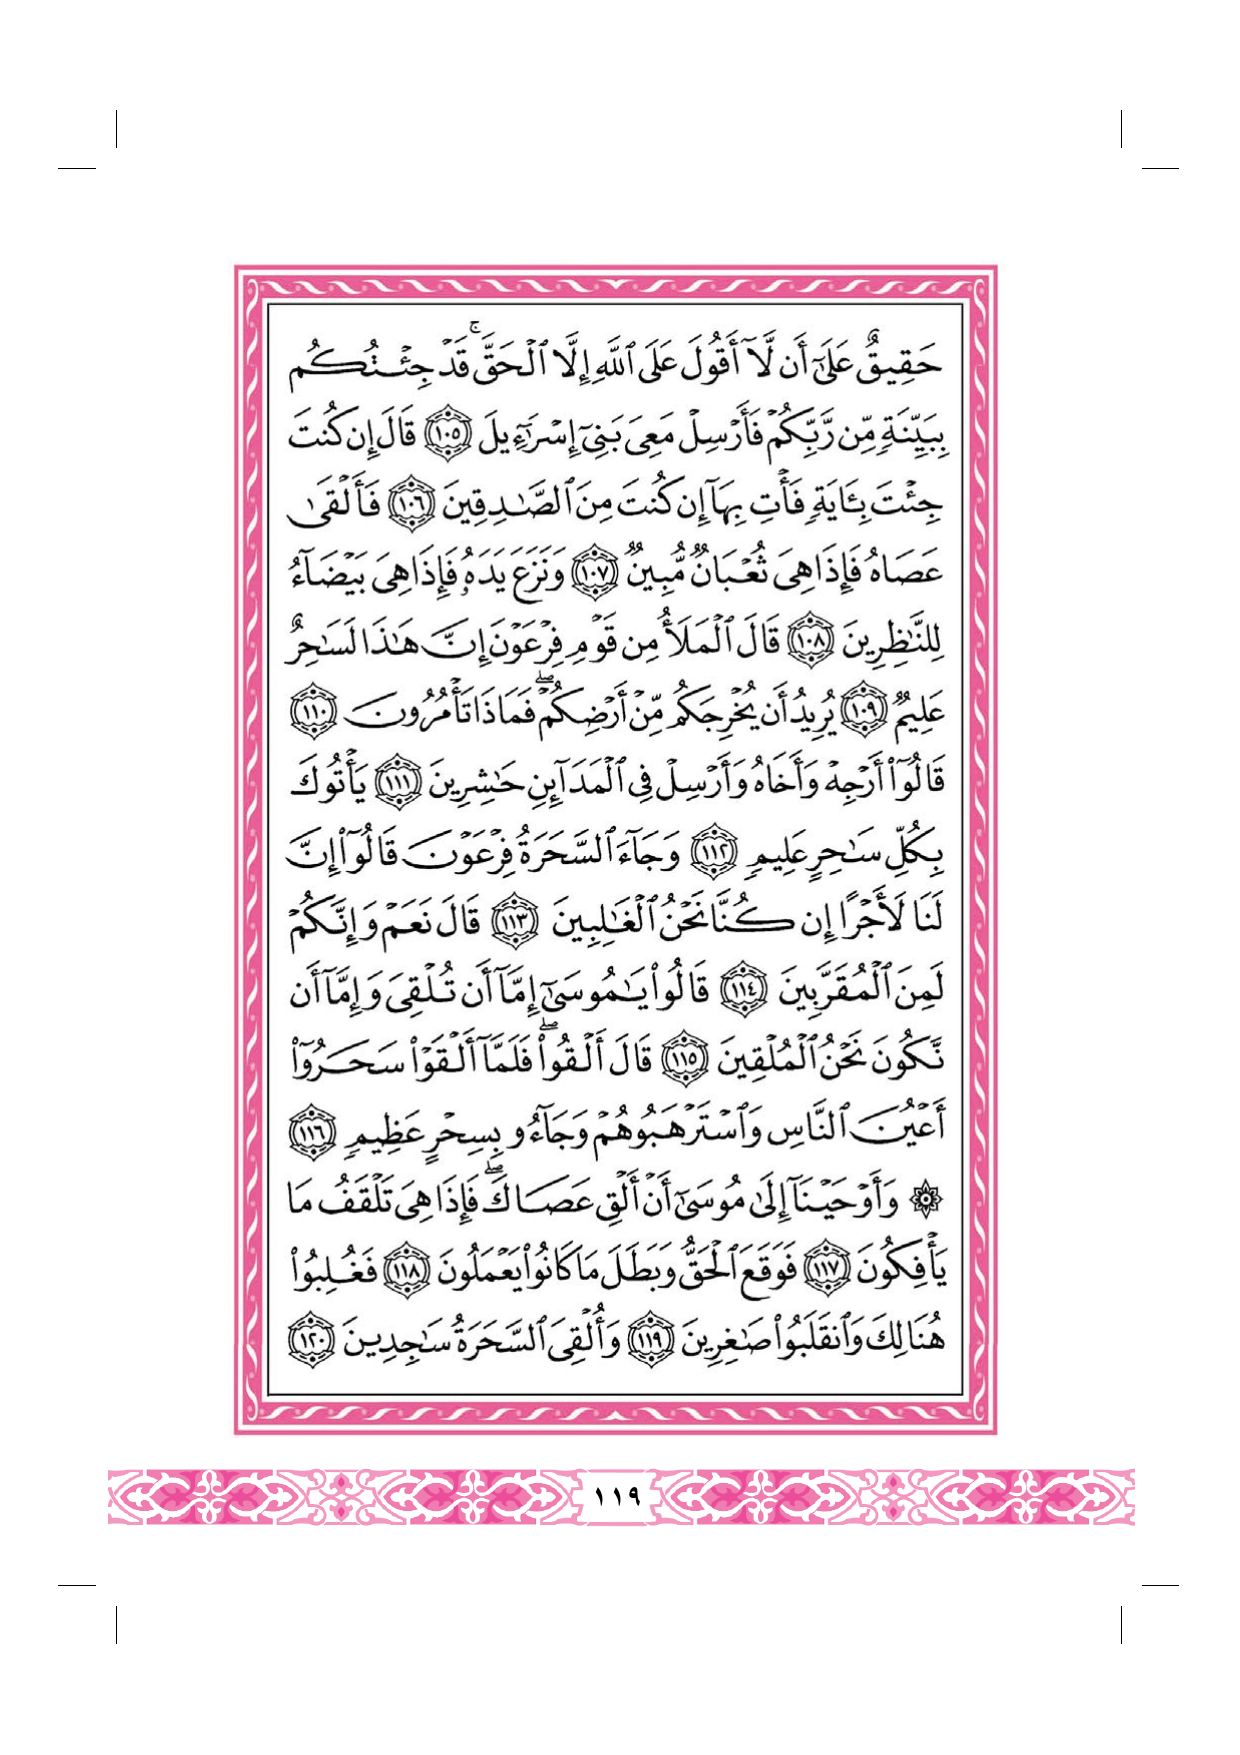 حَقِيقٌ عَلَىٰٓ أَن لَّآ أَقُولَ عَلَى ٱللَّهِ إِلَّا ٱلْحَقَّۚ قَدْ جِئْتُكُم
بِبَيِّنَةٍ مِّن رَّبِّكُمْ فَأَرْسِلْ مَعِىَ بَنِىٓ إِسْرَٰٓءِيلَ ١٠٥ قَالَ إِن كُنتَ
جِئْتَ بِـَٔايَةٍ فَأْتِ بِهَآ إِن كُنتَ مِنَ ٱلصَّٰدِقِينَ ١٠٦ فَأَلْقَىٰ
عَصَاهُ فَإِذَا هِىَ ثُعْبَانٌ مُّبِينٌ ١٠٧ وَنَزَعَ يَدَهُۥ فَإِذَا هِىَ بَيْضَآءُ
لِلنَّٰظِرِينَ ١٠٨ قَالَ ٱلْمَلَأُ مِن قَوْمِ فِرْعَوْنَ إِنَّ هَٰذَا لَسَٰحِرٌ
عَلِيمٌ ١٠٩ يُرِيدُ أَن يُخْرِجَكُم مِّنْ أَرْضِكُمْۖ فَمَاذَا تَأْمُرُونَ ١١٠
قَالُوٓا۟ أَرْجِهْ وَأَخَاهُ وَأَرْسِلْ فِى ٱلْمَدَآئِنِ حَٰشِرِينَ ١١١ يَأْتُوكَ
بِكُلِّ سَٰحِرٍ عَلِيمٍ ١١٢ وَجَآءَ ٱلسَّحَرَةُ فِرْعَوْنَ قَالُوٓا۟ إِنَّ
لَنَا لَأَجْرًا إِن كُنَّا نَحْنُ ٱلْغَٰلِبِينَ ١١٣ قَالَ نَعَمْ وَإِنَّكُمْ
لَمِنَ ٱلْمُقَرَّبِينَ ١١٤ قَالُوا۟ يَٰمُوسَىٰٓ إِمَّآ أَن تُلْقِىَ وَإِمَّآ أَن
نَّكُونَ نَحْنُ ٱلْمُلْقِينَ ١١٥ قَالَ أَلْقُوا۟ۖ فَلَمَّآ أَلْقَوْا۟ سَحَرُوٓا۟
أَعْيُنَ ٱلنَّاسِ وَٱسْتَرْهَبُوهُمْ وَجَآءُو بِسِحْرٍ عَظِيمٍ ١١٦
۞ وَأَوْحَيْنَآ إِلَىٰ مُوسَىٰٓ أَنْ أَلْقِ عَصَاكَۖ فَإِذَا هِىَ تَلْقَفُ مَا
يَأْفِكُونَ ١١٧ فَوَقَعَ ٱلْحَقُّ وَبَطَلَ مَا كَانُوا۟ يَعْمَلُونَ ١١٨ فَغُلِبُوا۟
هُنَالِكَ وَٱنقَلَبُوا۟ صَٰغِرِينَ ١١٩ وَأُلْقِىَ ٱلسَّحَرَةُ سَٰجِدِينَ ١٢٠
١١٩